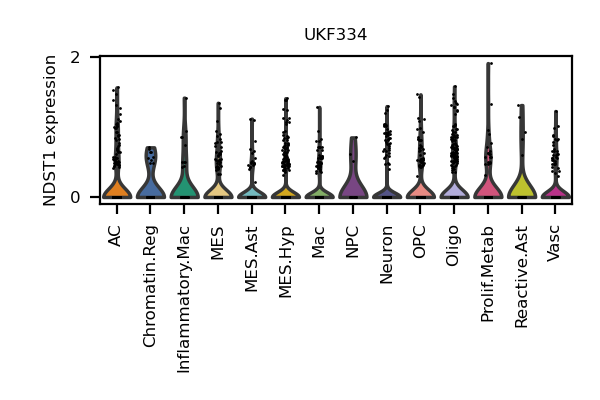 UKF334
NDST1 expression
2
0
AC
Chromatin.Reg
Inflammatory.Mac
MES
MES.Ast
MES.Hyp
Mac
NPC
Neuron
OPC
Oligo
Prolif.Metab
Reactive.Ast
Vasc